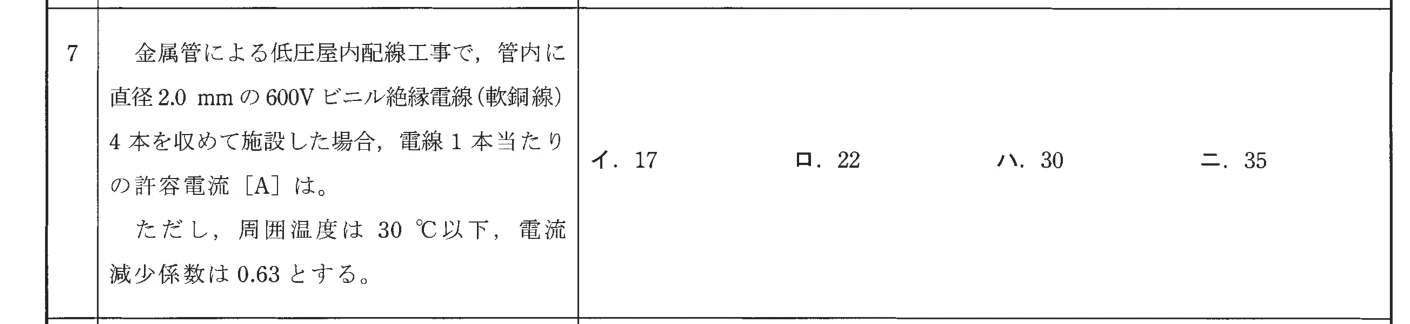 7
金属管による低圧屋内配線工事で，管内に
直径2.0 mmの600Vビニル絶縁電線(軟銅線)
4本を収めて施設した場合，電線1本当たり
の許容電流［A］は。
ただし，周囲温度は 30 ℃以下，電流
減少係数は0.63とする。
イ．17 ロ．22 ハ．30 ニ．35